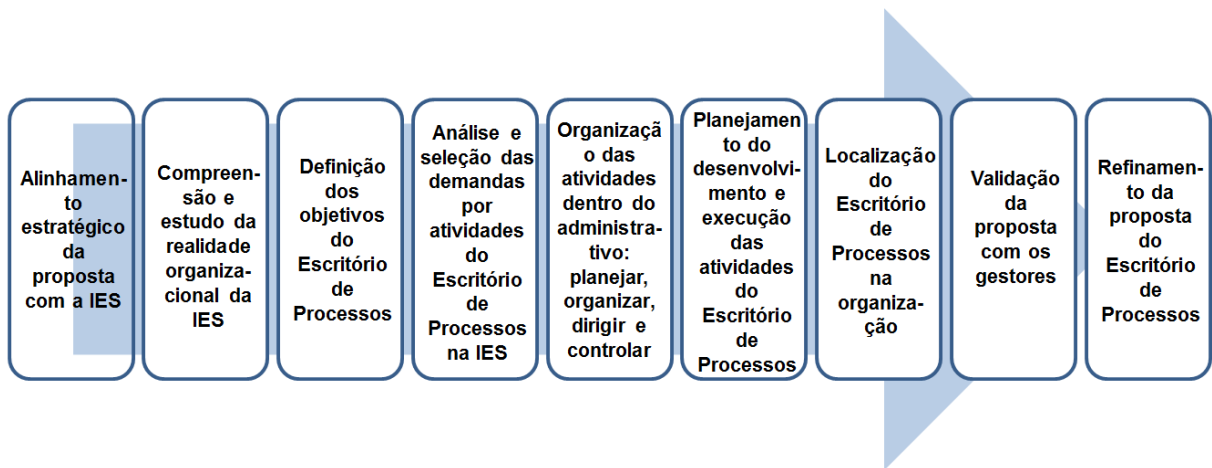 Alinhamen-
to
estratégico
da
proposta
com a IES
Compreen-
são e
estudo da
realidade
organiza-
cional da
IES
Definição
dos
objetivos
do
Escritório
de
Processos
Análise e
seleção das
demandas
por
atividades
do
Escritório
de
Processos
na IES
Organizaçã
o das
atividades
dentro do
administra-
tivo:
planejar,
organizar,
dirigir e
controlar
Planejamen
to do
desenvolvi-
mento e
execução
das
atividades
do
Escritório
de
Processos
Localização
do
Escritório
de
Processos
na
organiza-
ção
Validação
da
proposta
com os
gestores
Refinamen-
to da
proposta
do
Escritório
de
Processos